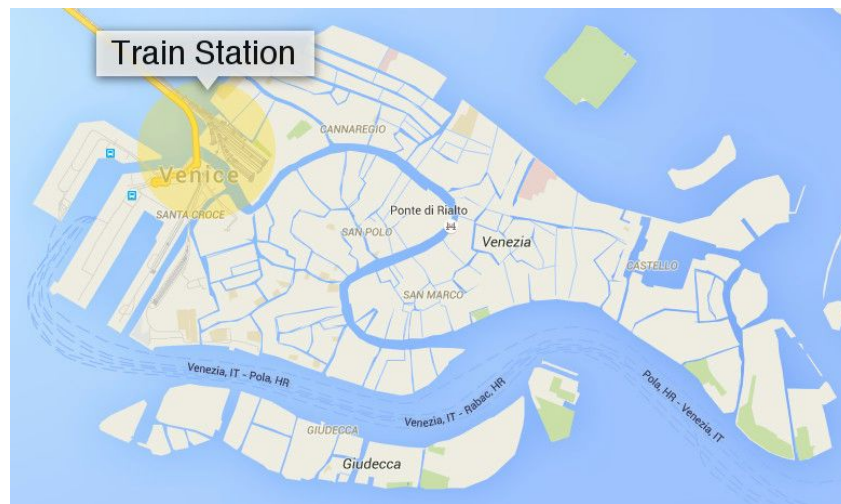 Train Station
CANNAREGIO
Venice
SANTA CROCE
Ponte di Rialto
SAN POLO
Venezia
CASTELLO
SAN MARCO
Venezia, IT - Pola, HR
Venezia, IT - Rabac, HR
Pola, HR - Venezia, IT
GIUDECCA
Giudecca